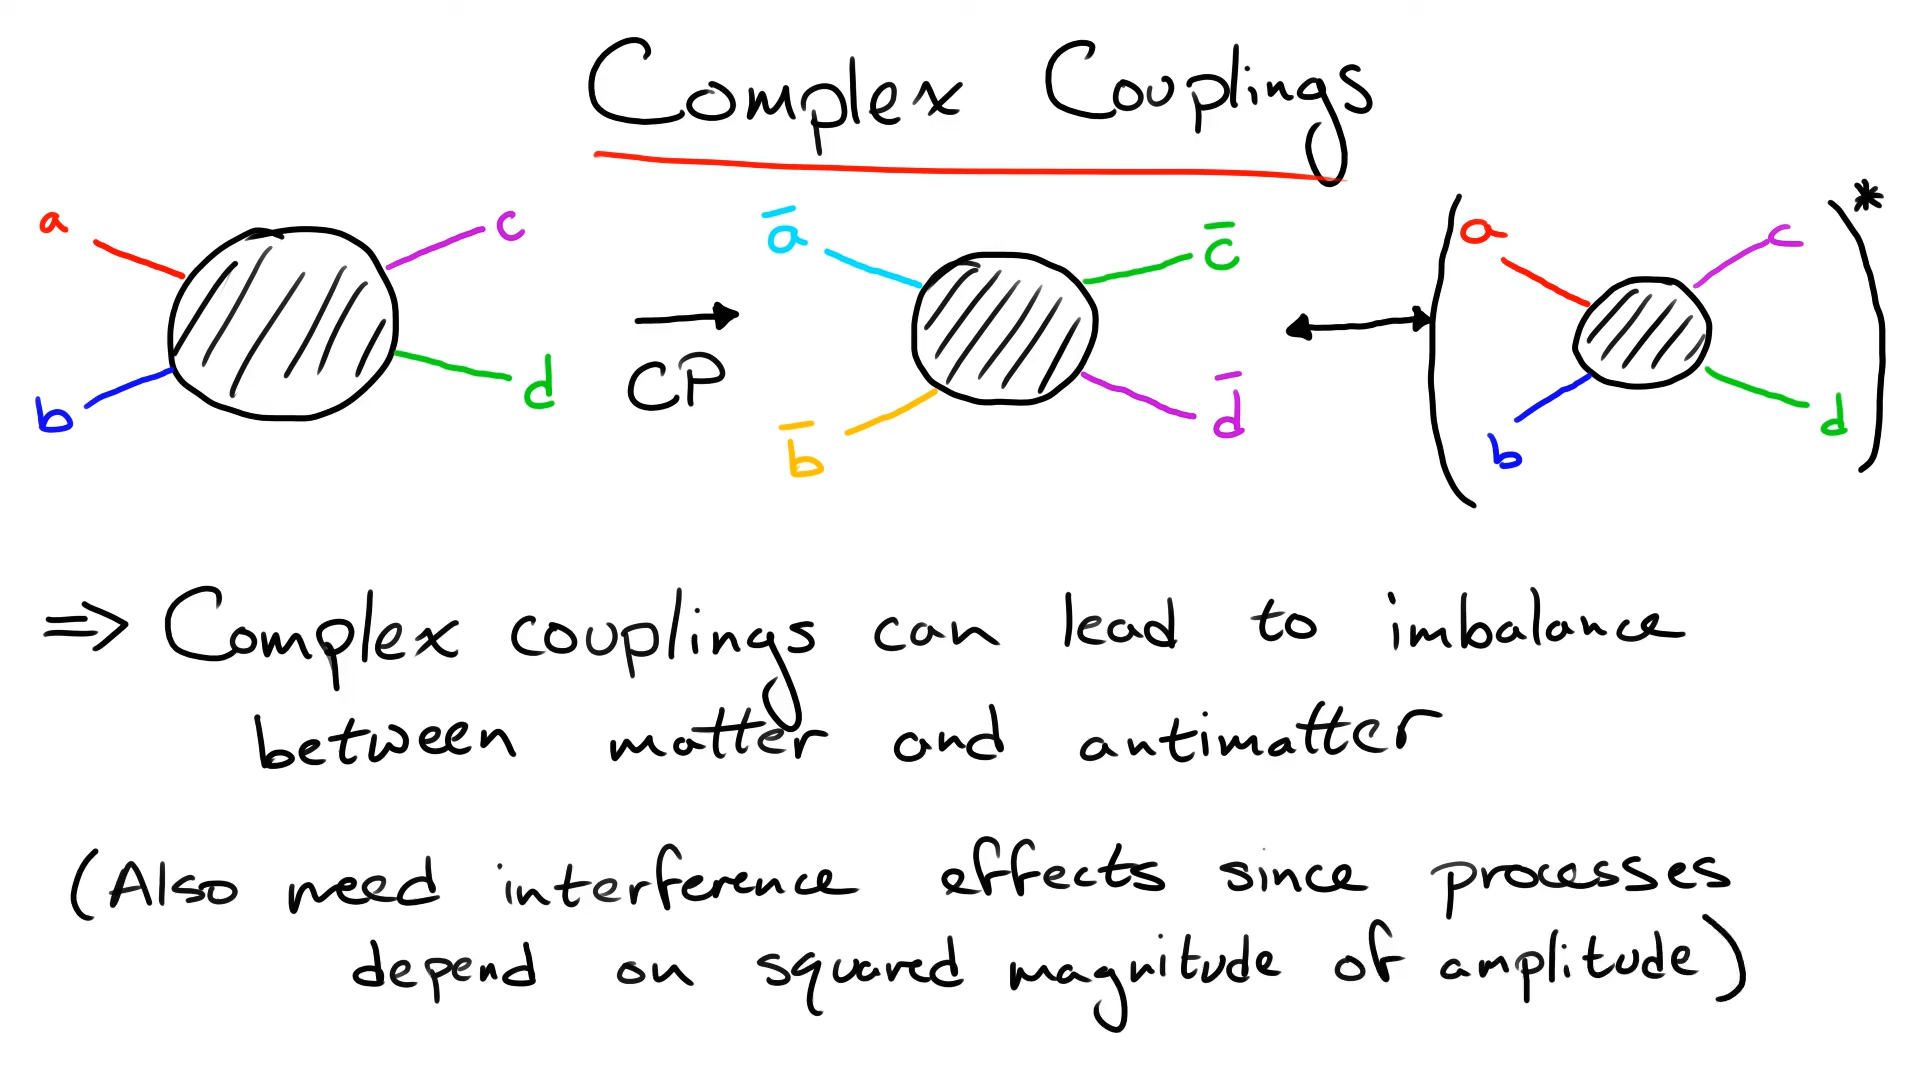 Complex Couplings
a
c
b
d
CP
a̅
c̅
b̅
d̅
a
c
b
d
*
=> Complex couplings can lead to imbalance
between matter and antimatter
(Also need interference effects since processes
depend on squared magnitude of amplitude)